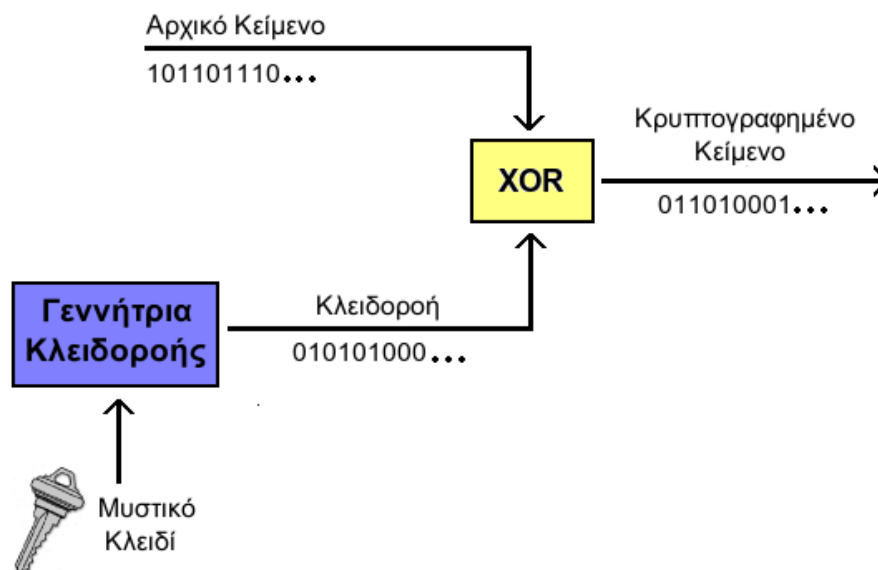 Αρχικό Κείμενο
101101110...
Κρυπτογραφημένο
Κείμενο
XOR
011010001...
Γεννήτρια
Κλειδοροής
Κλειδοροή
010101000...
Μυστικό
Κλειδί